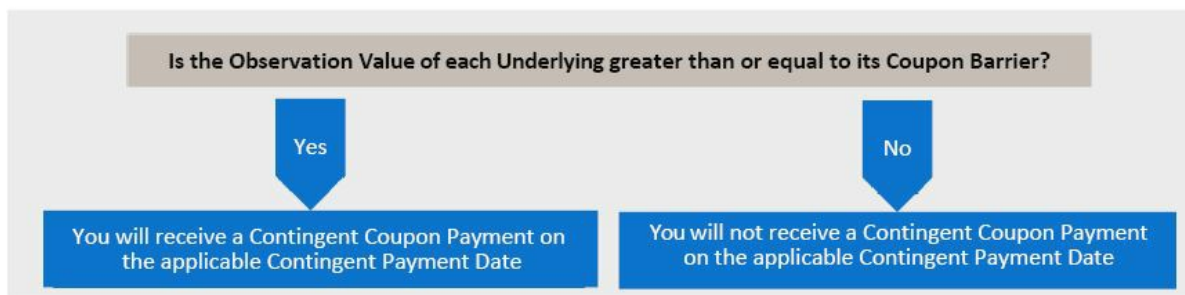 Is the Observation Value of each Underlying greater than or equal to its Coupon Barrier?
Yes
No
You will receive a Contingent Coupon Payment on
the applicable Contingent Payment Date
You will not receive a Contingent Coupon Payment
on the applicable Contingent Payment Date